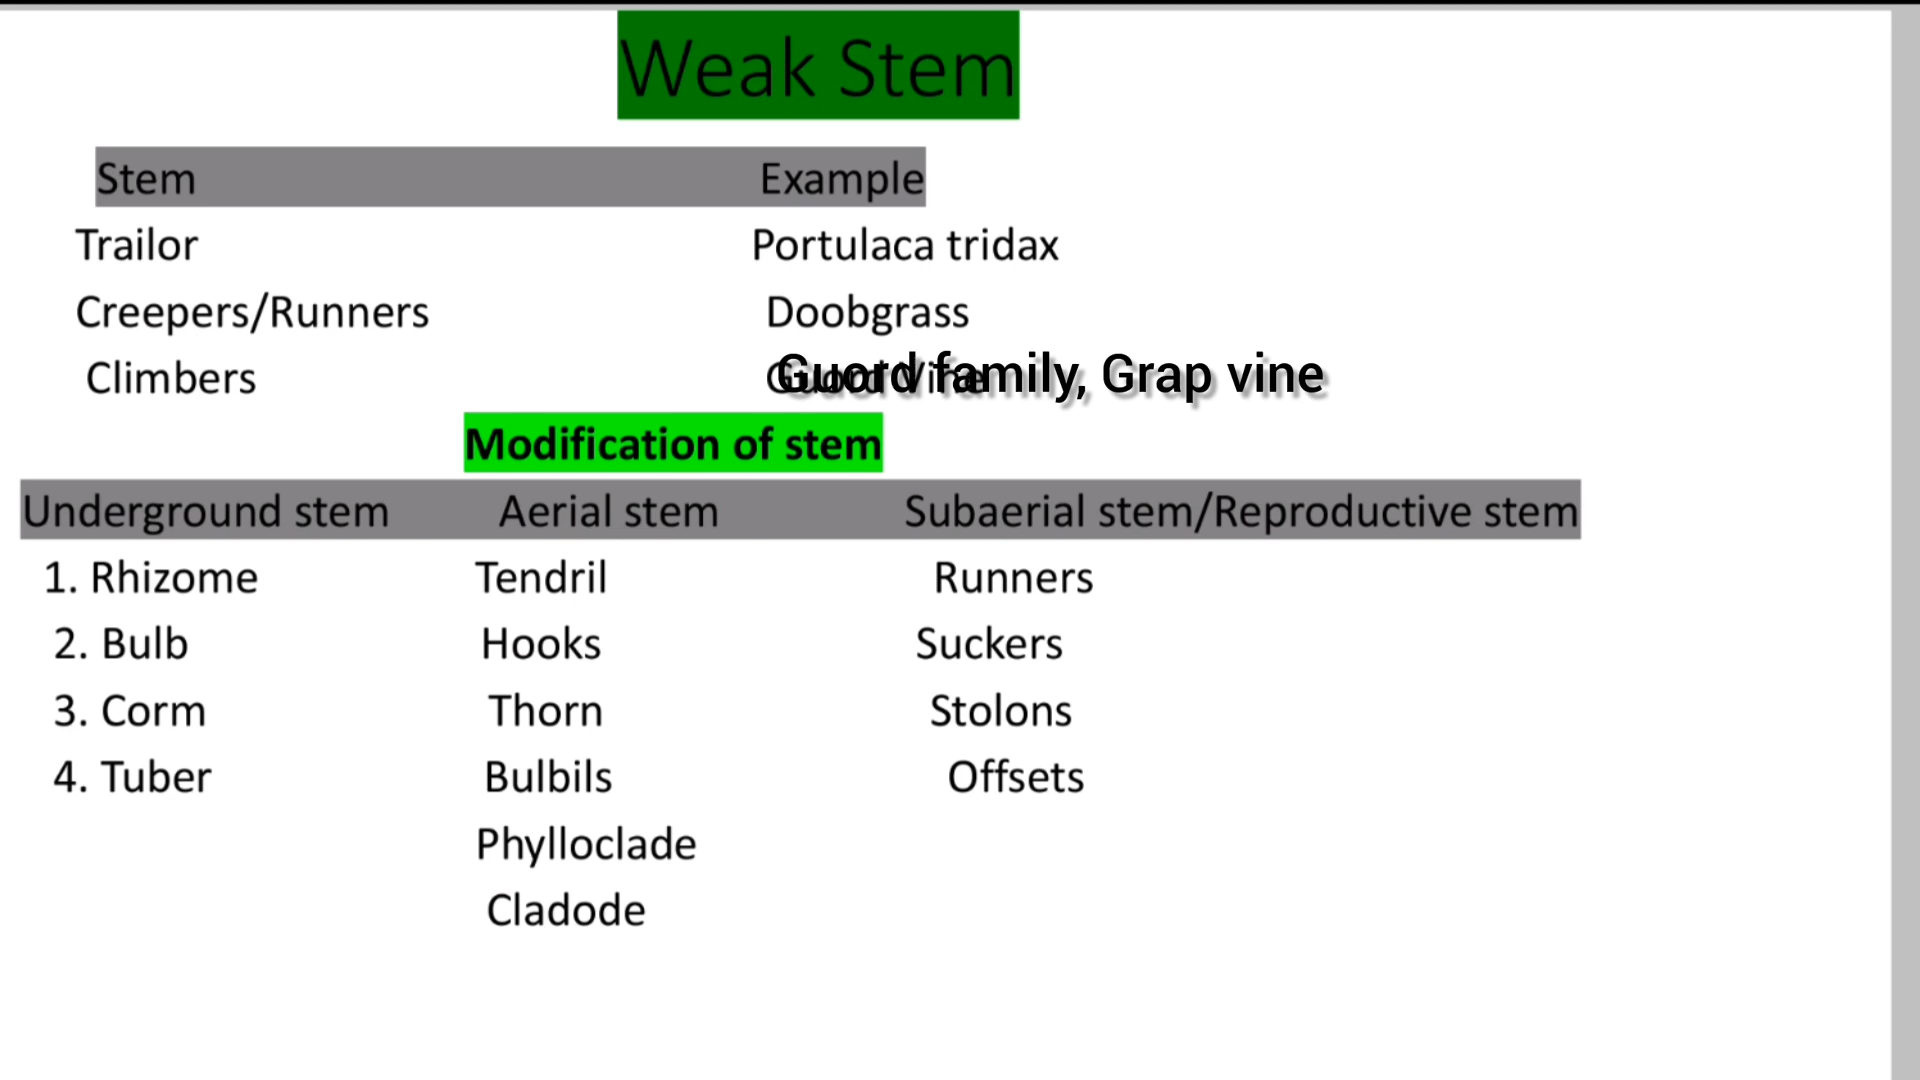 Weak Stem
Stem Example
Trailor Portulaca tridax
Creepers/Runners Doobgrass
Climbers Guord family, Grap vine
Modification of stem
Underground stem Aerial stem Subaerial stem/Reproductive stem
1. Rhizome Tendril Runners
2. Bulb Hooks Suckers
3. Corm Thorn Stolons
4. Tuber Bulbils Offsets
Phylloclade
Cladode